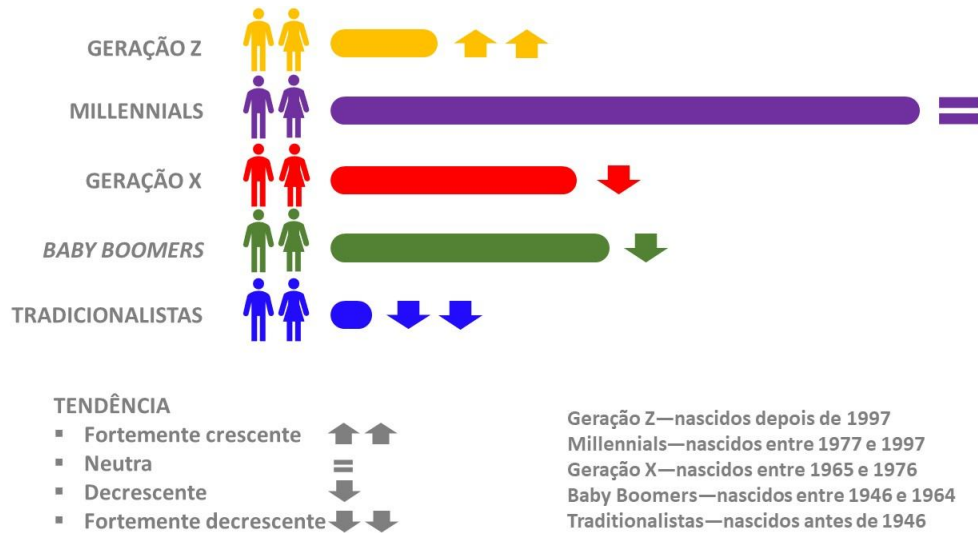 GERAÇÃO Z
MILLENNIALS
GERAÇÃO X
BABY BOOMERS
TRADICIONALISTAS
TENDÊNCIA
▪ Fortemente crescente
▪ Neutra
▪ Decrescente
▪ Fortemente decrescente
Geração Z—nascidos depois de 1997
Millennials—nascidos entre 1977 e 1997
Geração X—nascidos entre 1965 e 1976
Baby Boomers—nascidos entre 1946 e 1964
Traditionalistas—nascidos antes de 1946